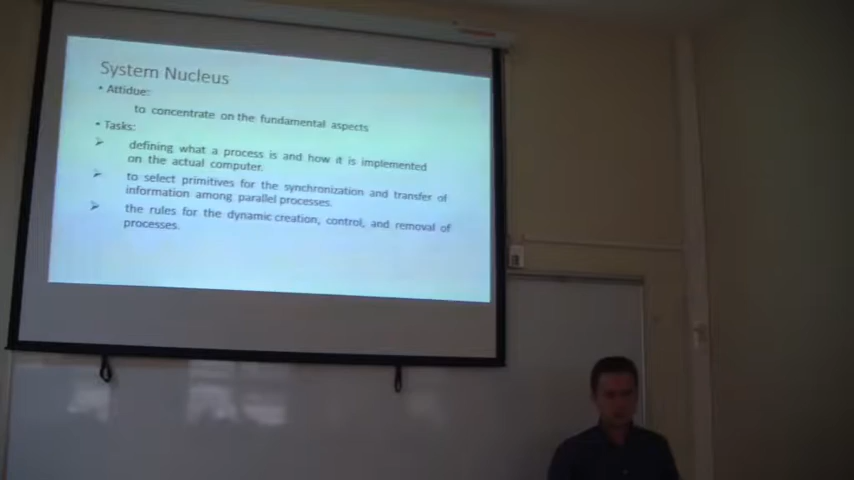 System Nucleus
• Attidue:
to concentrate on the fundamental aspects
• Tasks:
➢ defining what a process is and how it is implemented
on the actual computer.
➢ to select primitives for the synchronization and transfer of
information among parallel processes.
➢ the rules for the dynamic creation, control, and removal of
processes.